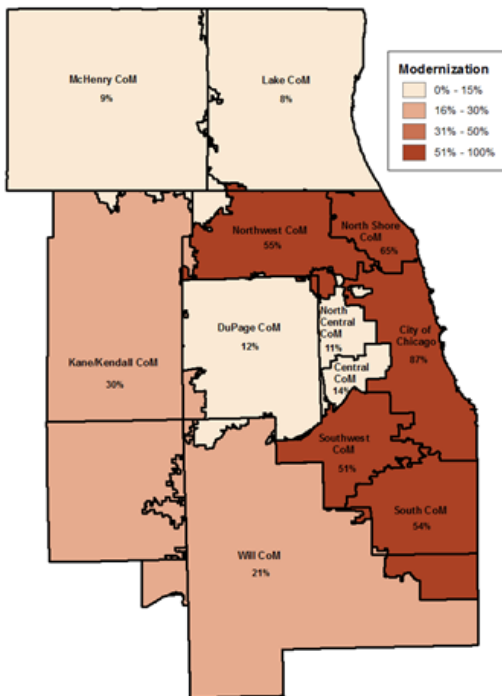 McHenry CoM
9%
Lake CoM
8%
Modernization
0% - 15%
16% - 30%
31% - 50%
51% - 100%
Northwest CoM
55%
North Shore
CoM
65%
DuPage CoM
12%
North
Central
CoM
11%
City of
Chicago
87%
Kane/Kendall CoM
30%
Central
CoM
14%
Southwest
CoM
51%
South CoM
54%
Will CoM
21%